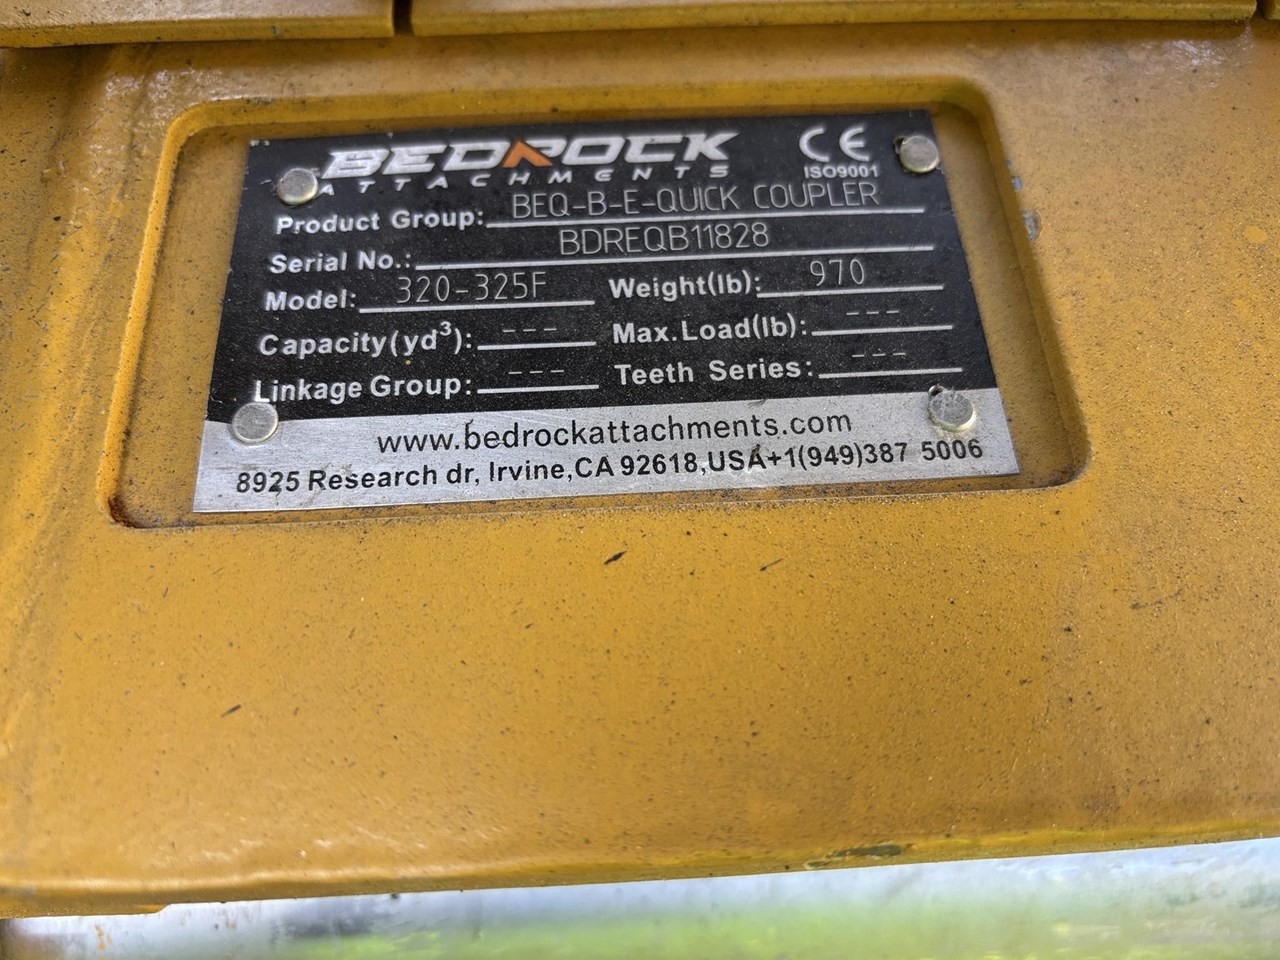 BEDROCK CE
ATTACHMENTS ISO9001
Product Group: BEQ-B-E-QUICK COUPLER
Serial No.: BDREQB11828
Model: 320-325F Weight(lb): 970
Capacity(yd³): --- Max.Load(lb): ---
Linkage Group: --- Teeth Series: ---
www.bedrockattachments.com
8925 Research dr, Irvine,CA 92618,USA+1(949)387 5006